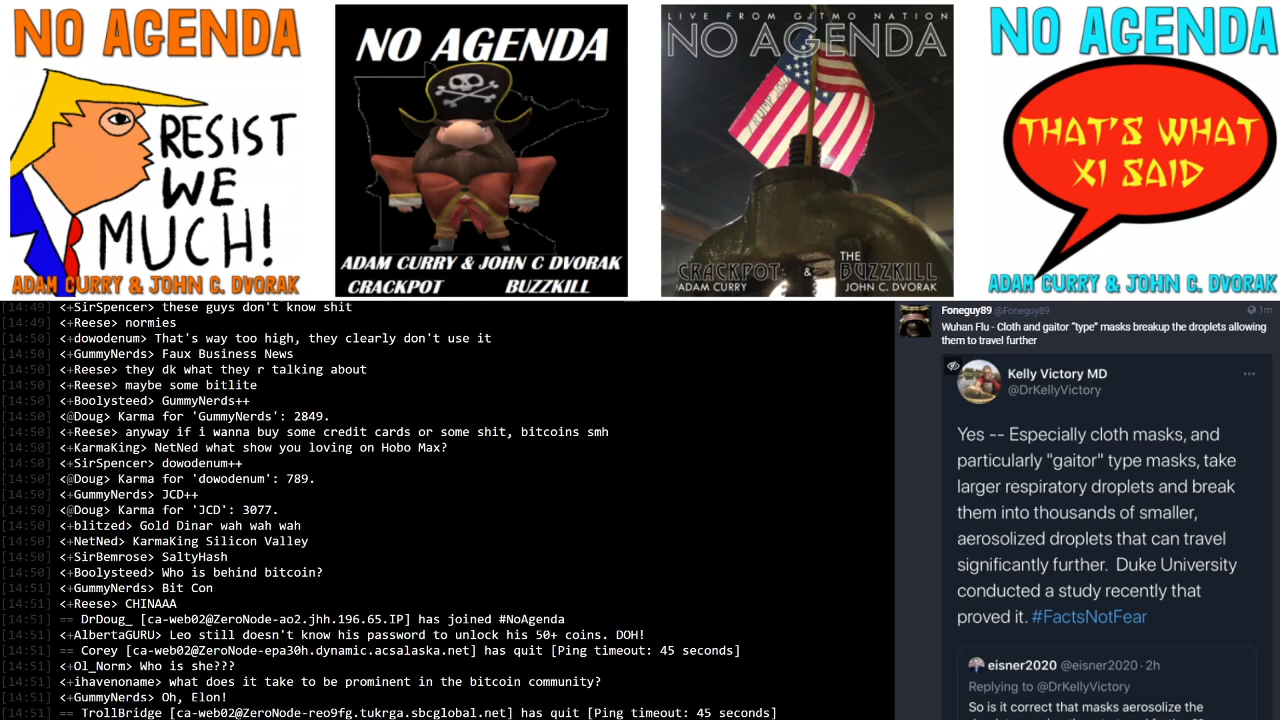 NO AGENDA
RESIST
WE
MUCH!
ADAM CURRY & JOHN C. DVORAK
NO AGENDA
ADAM CURRY & JOHN C DVORAK
CRACKPOT BUZZKILL
LIVE FROM GITMO NATION
NO AGENDA
CRACKPOT & THE BUZZKILL
ADAM CURRY JOHN C. DVORAK
NO AGENDA
THAT'S WHAT
XI SAID
ADAM CURRY & JOHN C. DVORAK
[14:49] <+SirSpencer> these guys don't know shit
[14:49] <+Reese> normies
[14:50] <+dowodenum> That's way too high, they clearly don't use it
[14:50] <+GummyNerds> Faux Business News
[14:50] <+Reese> they dk what they r talking about
[14:50] <+Reese> maybe some bitlite
[14:50] <+Boolysteed> GummyNerds++
[14:50] <@Doug> Karma for 'GummyNerds': 2849.
[14:50] <+Reese> anyway if i wanna buy some credit cards or some shit, bitcoins smh
[14:50] <+KarmaKing> NetNed what show you loving on Hobo Max?
[14:50] <+SirSpencer> dowodenum++
[14:50] <@Doug> Karma for 'dowodenum': 789.
[14:50] <+GummyNerds> JCD++
[14:50] <@Doug> Karma for 'JCD': 3077.
[14:50] <+blitzed> Gold Dinar wah wah wah
[14:50] <+NetNed> KarmaKing Silicon Valley
[14:50] <+SirBemrose> SaltyHash
[14:50] <+Boolysteed> Who is behind bitcoin?
[14:51] <+GummyNerds> Bit Con
[14:51] <+Reese> CHINAAA
[14:51] == DrDoug_ [ca-web02@ZeroNode-ao2.jhh.196.65.IP] has joined #NoAgenda
[14:51] <+AlbertaGURU> Leo still doesn't know his password to unlock his 50+ coins. DOH!
[14:51] == Corey [ca-web02@ZeroNode-epa30h.dynamic.acsalaska.net] has quit [Ping timeout: 45 seconds]
[14:51] <+Ol_Norm> Who is she???
[14:51] <+ihavenoname> what does it take to be prominent in the bitcoin community?
[14:51] <+GummyNerds> Oh, Elon!
[14:51] == TrollBridge [ca-web02@ZeroNode-reo9fg.tukrga.sbcglobal.net] has quit [Ping timeout: 45 seconds]
Foneguy89 @Foneguy89 1m
Wuhan Flu - Cloth and gaitor “type” masks breakup the droplets allowing
them to travel further
Kelly Victory MD
@DrKellyVictory
Yes -- Especially cloth masks, and
particularly "gaitor" type masks, take
larger respiratory droplets and break
them into thousands of smaller,
aerosolized droplets that can travel
significantly further. Duke University
conducted a study recently that
proved it. #FactsNotFear
eisner2020 @eisner2020 · 2h
Replying to @DrKellyVictory
So is it correct that masks aerosolize the